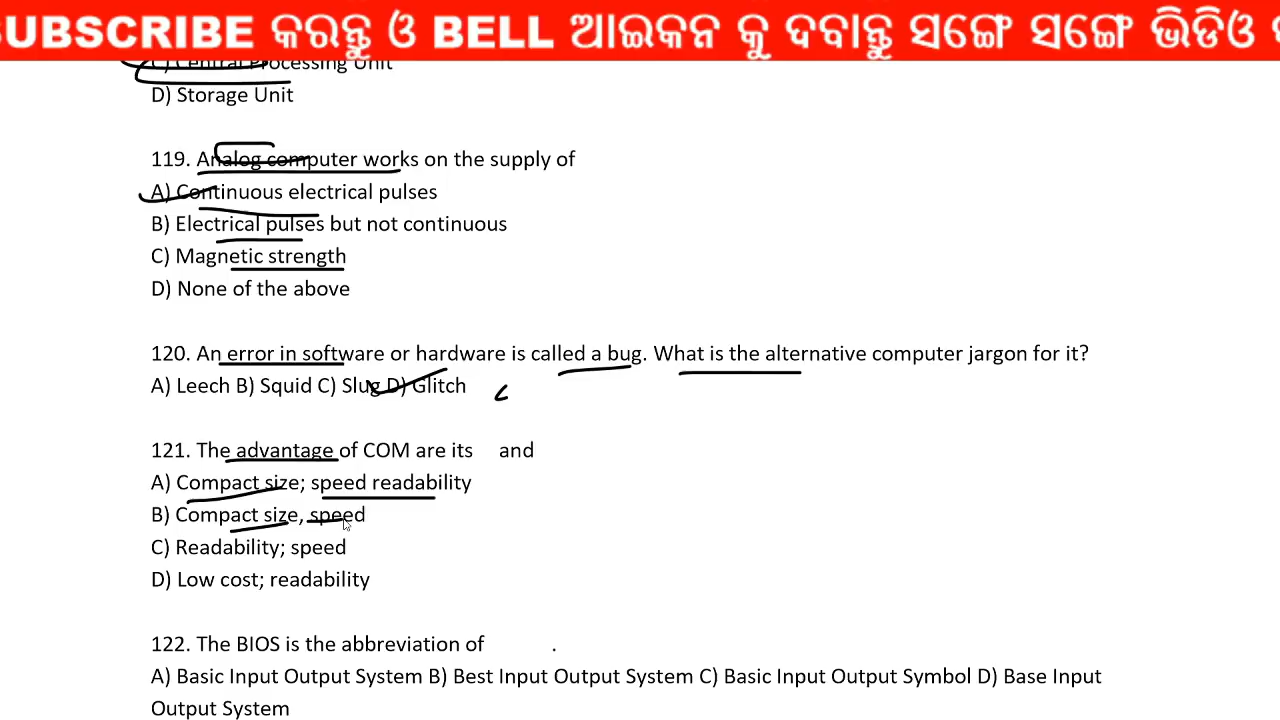 SUBSCRIBE କରନ୍ତୁ ଓ BELL ଆଇକନ କୁ ଦବାନ୍ତୁ ସଙ୍ଗେ ସଙ୍ଗେ ଭିଡିଓ
C) Central Processing Unit
D) Storage Unit
119. Analog computer works on the supply of
A) Continuous electrical pulses
B) Electrical pulses but not continuous
C) Magnetic strength
D) None of the above
120. An error in software or hardware is called a bug. What is the alternative computer jargon for it?
A) Leech B) Squid C) Slug D) Glitch
121. The advantage of COM are its and
A) Compact size; speed readability
B) Compact size, speed
C) Readability; speed
D) Low cost; readability
122. The BIOS is the abbreviation of .
A) Basic Input Output System B) Best Input Output System C) Basic Input Output Symbol D) Base Input
Output System